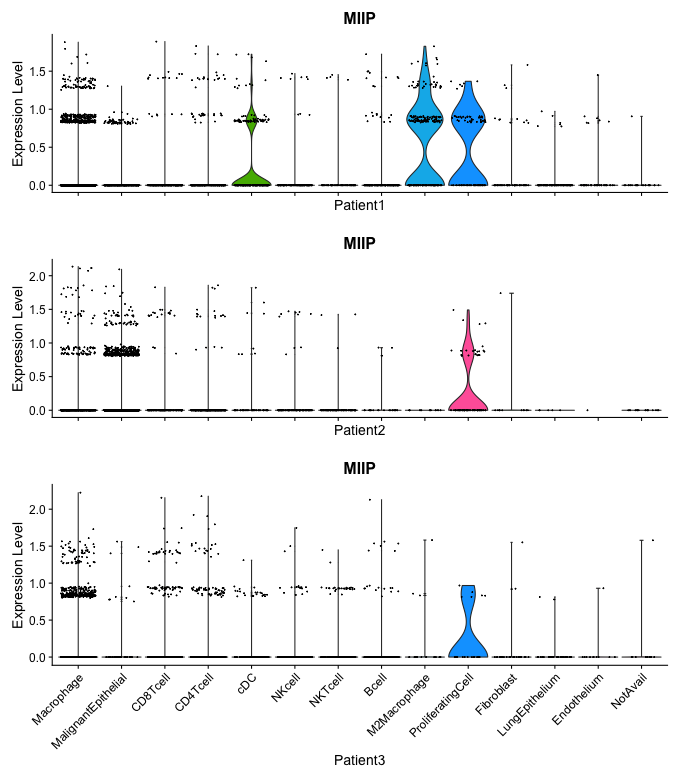 MIIP
Expression Level
1.5
1.0
0.5
0.0
Patient1
MIIP
Expression Level
2.0
1.5
1.0
0.5
0.0
Patient2
MIIP
Expression Level
2.0
1.5
1.0
0.5
0.0
Macrophage
MalignantEpithelial
CD8Tcell
CD4Tcell
cDC
NKcell
NKTcell
Bcell
M2Macrophage
ProliferatingCell
Fibroblast
LungEpithelium
Endothelium
NotAvail
Patient3